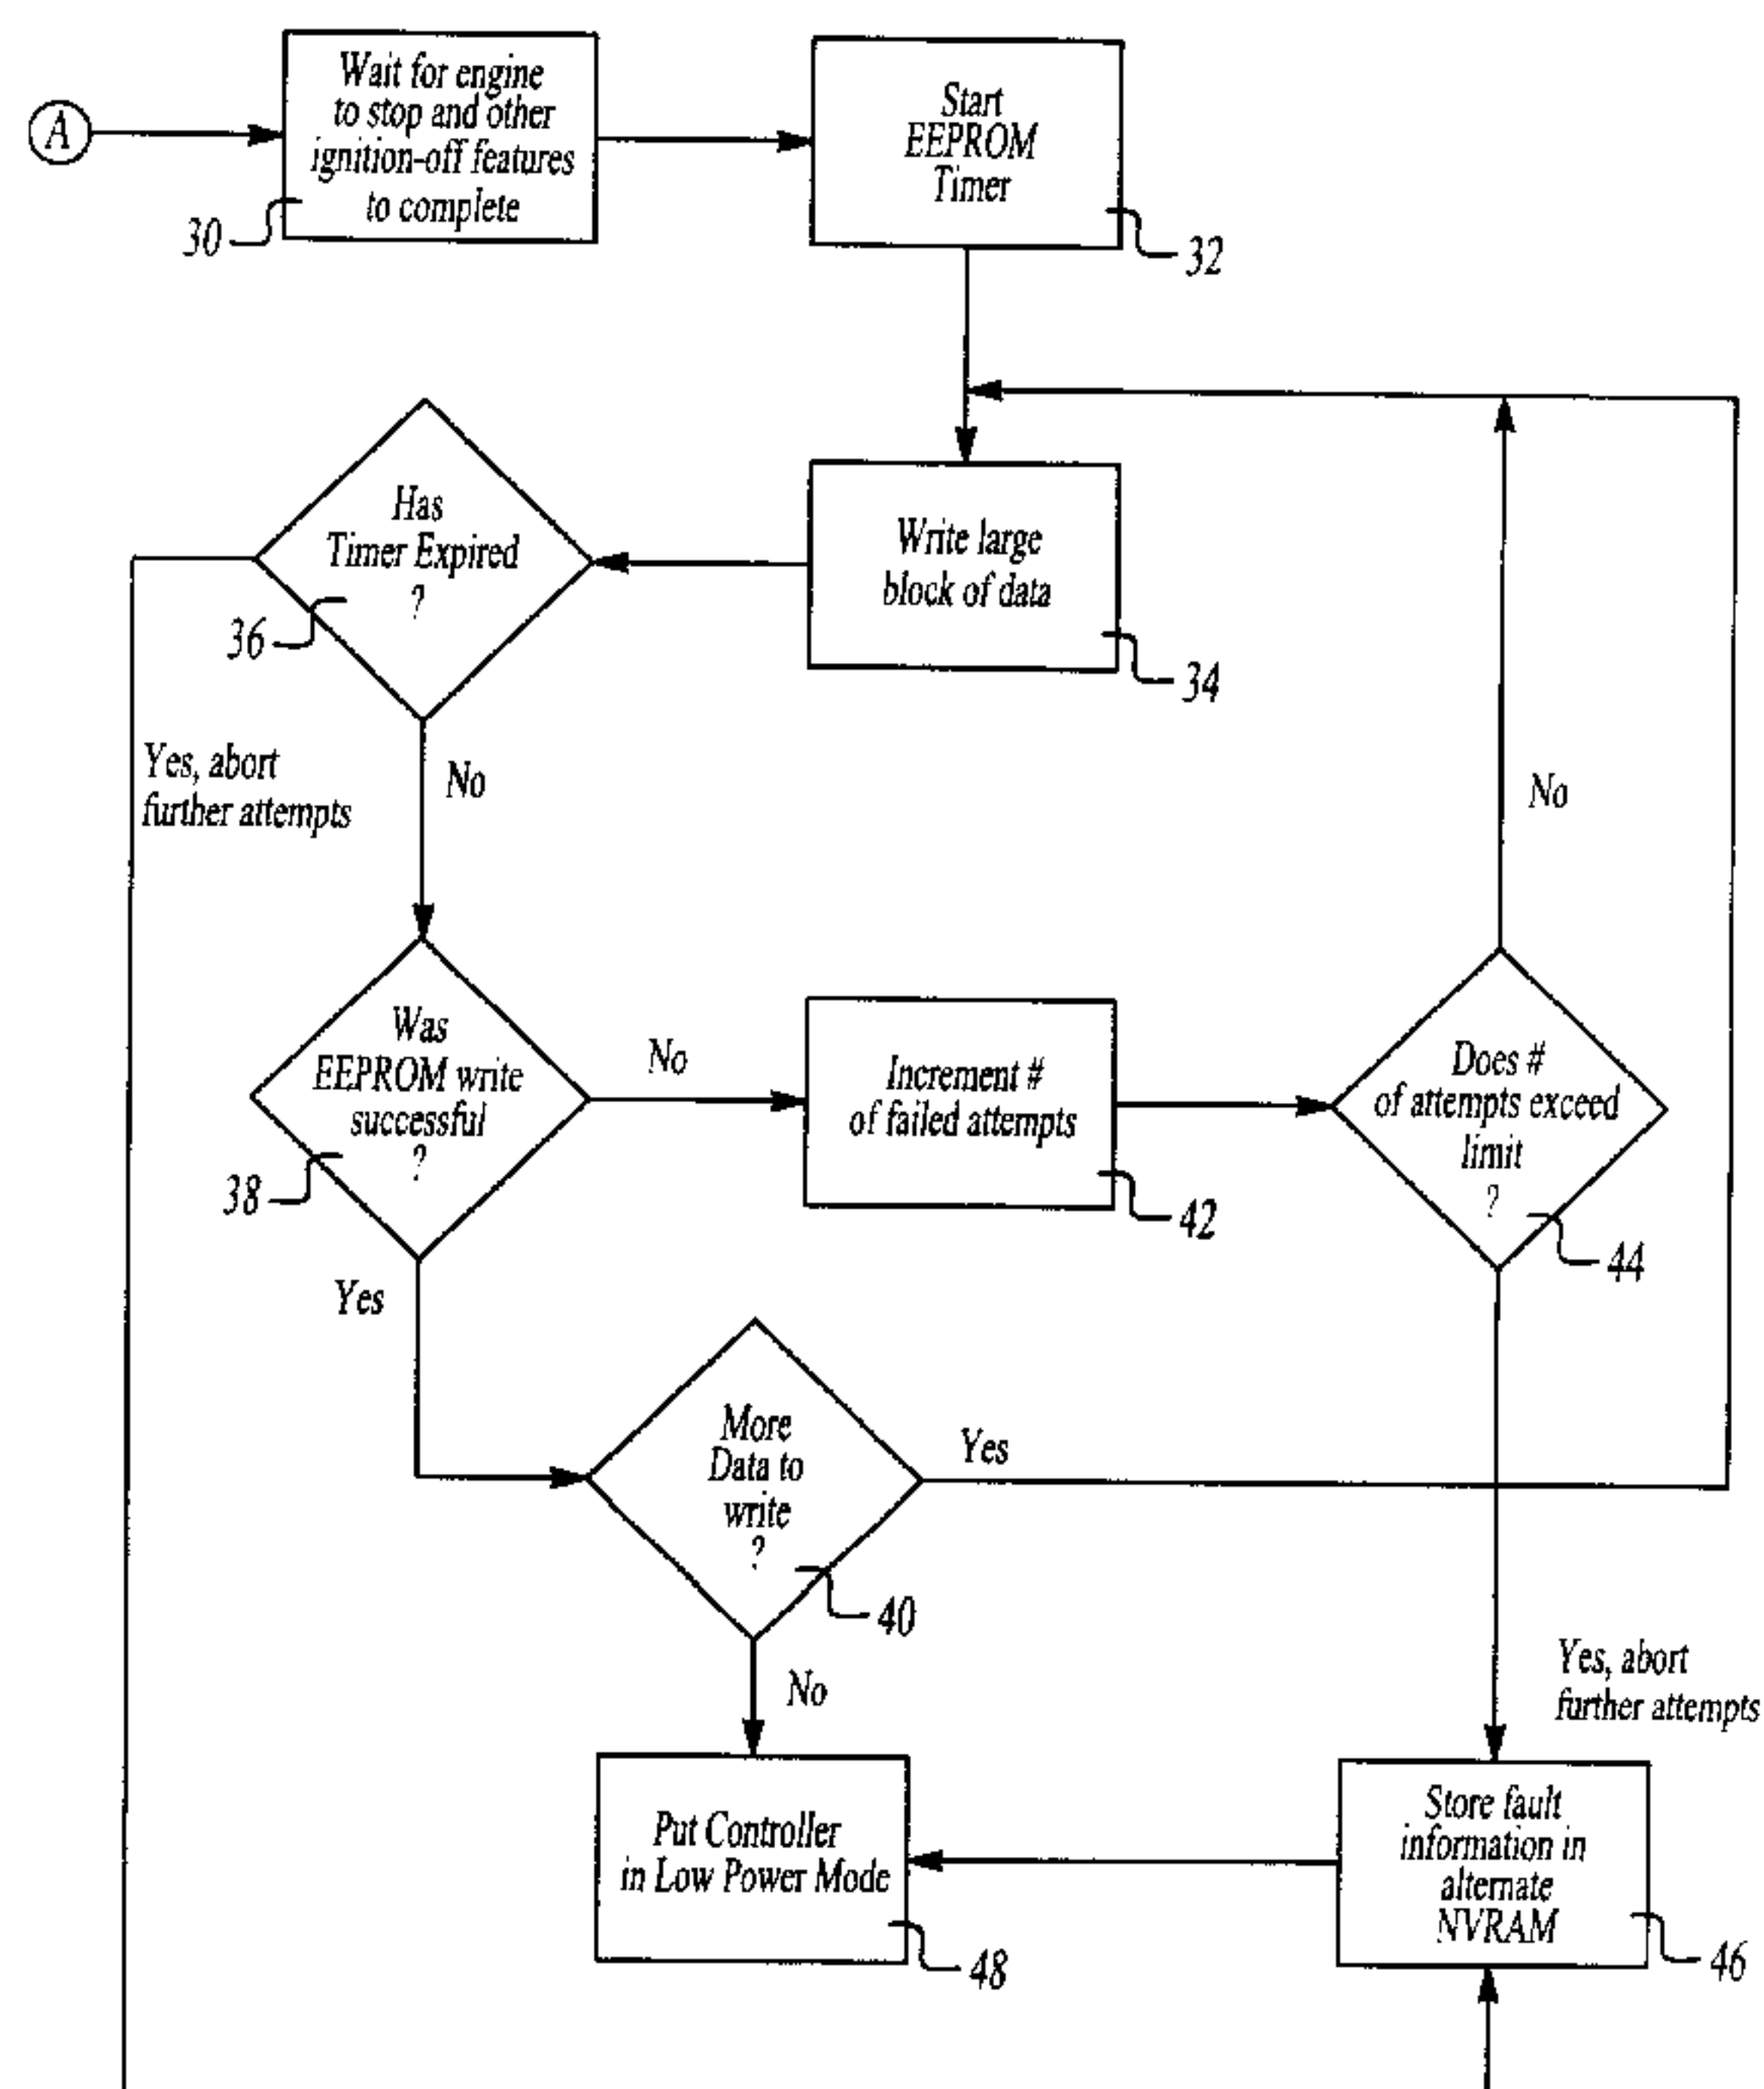 A
Wait for engine
to stop and other
ignition-off features
to complete
30
Start
EEPROM
Timer
32
Has
Timer Expired
?
36
Write large
block of data
34
Yes, abort
further attempts
No
No
Was
EEPROM write
successful
?
38
No
Increment #
of failed attempts
42
Does #
of attempts exceed
limit
?
44
Yes
More
Data to
write
?
40
Yes
No
Yes, abort
further attempts
Put Controller
in Low Power Mode
48
Store fault
information in
alternate
NVRAM
46